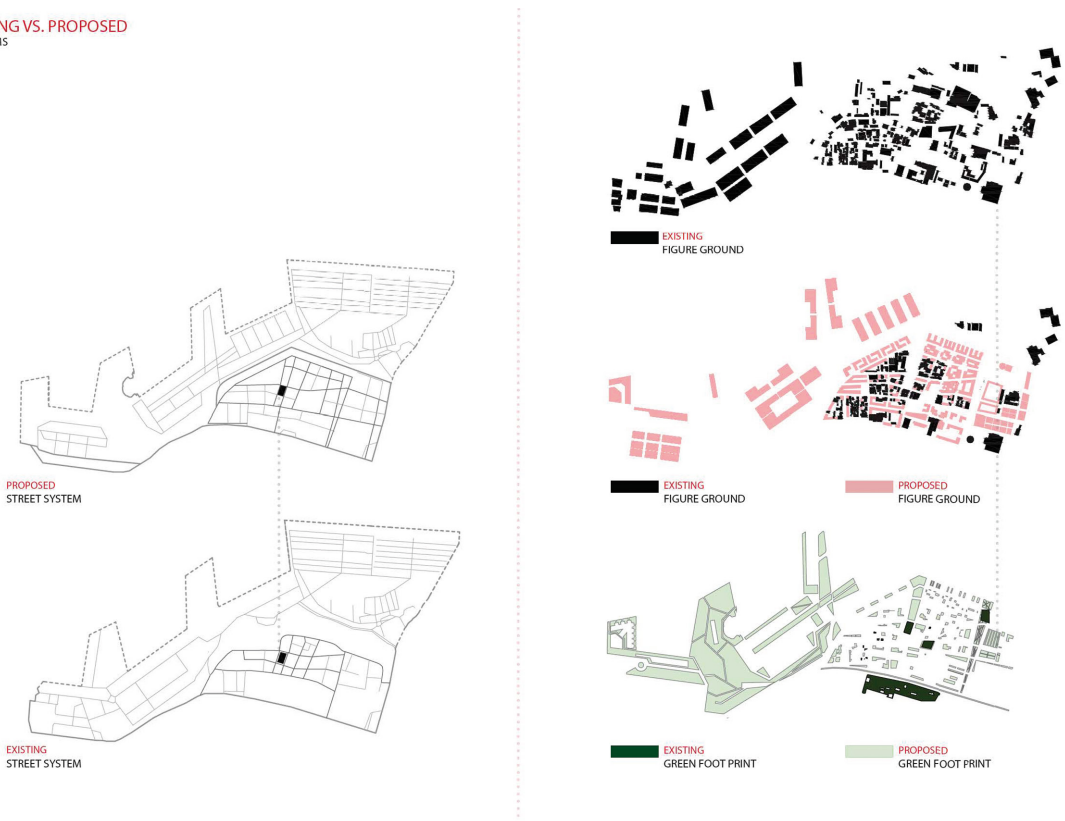 NG VS. PROPOSED
MS
PROPOSED
STREET SYSTEM
EXISTING
STREET SYSTEM
EXISTING
FIGURE GROUND
EXISTING
FIGURE GROUND
PROPOSED
FIGURE GROUND
EXISTING
GREEN FOOT PRINT
PROPOSED
GREEN FOOT PRINT